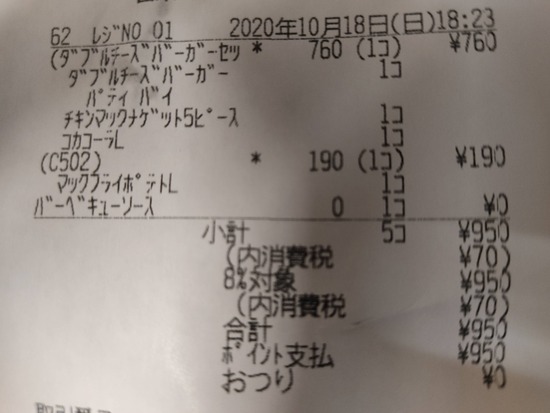 62 レジNO 01 2020年10月18日(日)18:23
(ダブルチーズバーガーセッ * 760 (1コ) ¥760
ダブルチーズバーガー 1コ
パティ バイ
チキンマックナゲット5ピース 1コ
コカコーラL 1コ
(C502) * 190 (1コ) ¥190
マックフライポテトL 1コ
バーベキューソース 0 1コ ¥0
小計 5コ ¥950
(内消費税 ¥70)
8%対象 ¥950
(内消費税 ¥70)
合計 ¥950
ポイント支払 ¥950
おつり ¥0